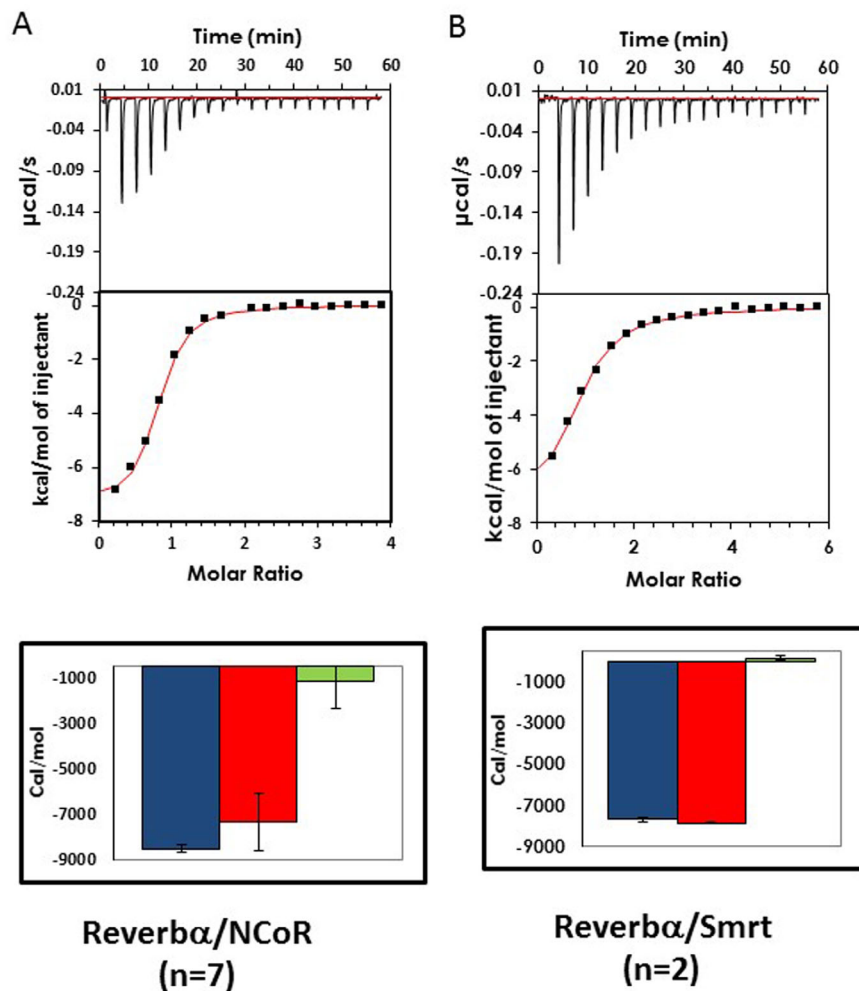 A
Time (min)
0 10 20 30 40 50 60
0.01
-0.04
-0.09
-0.14
-0.19
-0.24
µcal/s
0
-2
-4
-6
-8
kcal/mol of injectant
0 1 2 3 4
Molar Ratio
B
Time (min)
0 10 20 30 40 50 60
0.01
-0.04
-0.09
-0.14
-0.19
-0.24
µcal/s
0
-2
-4
-6
-8
kcal/mol of injectant
0 2 4 6
Molar Ratio
-1000
-3000
-5000
-7000
-9000
Cal/mol
Reverbα/NCoR
(n=7)
-1000
-3000
-5000
-7000
-9000
Cal/mol
Reverbα/Smrt
(n=2)